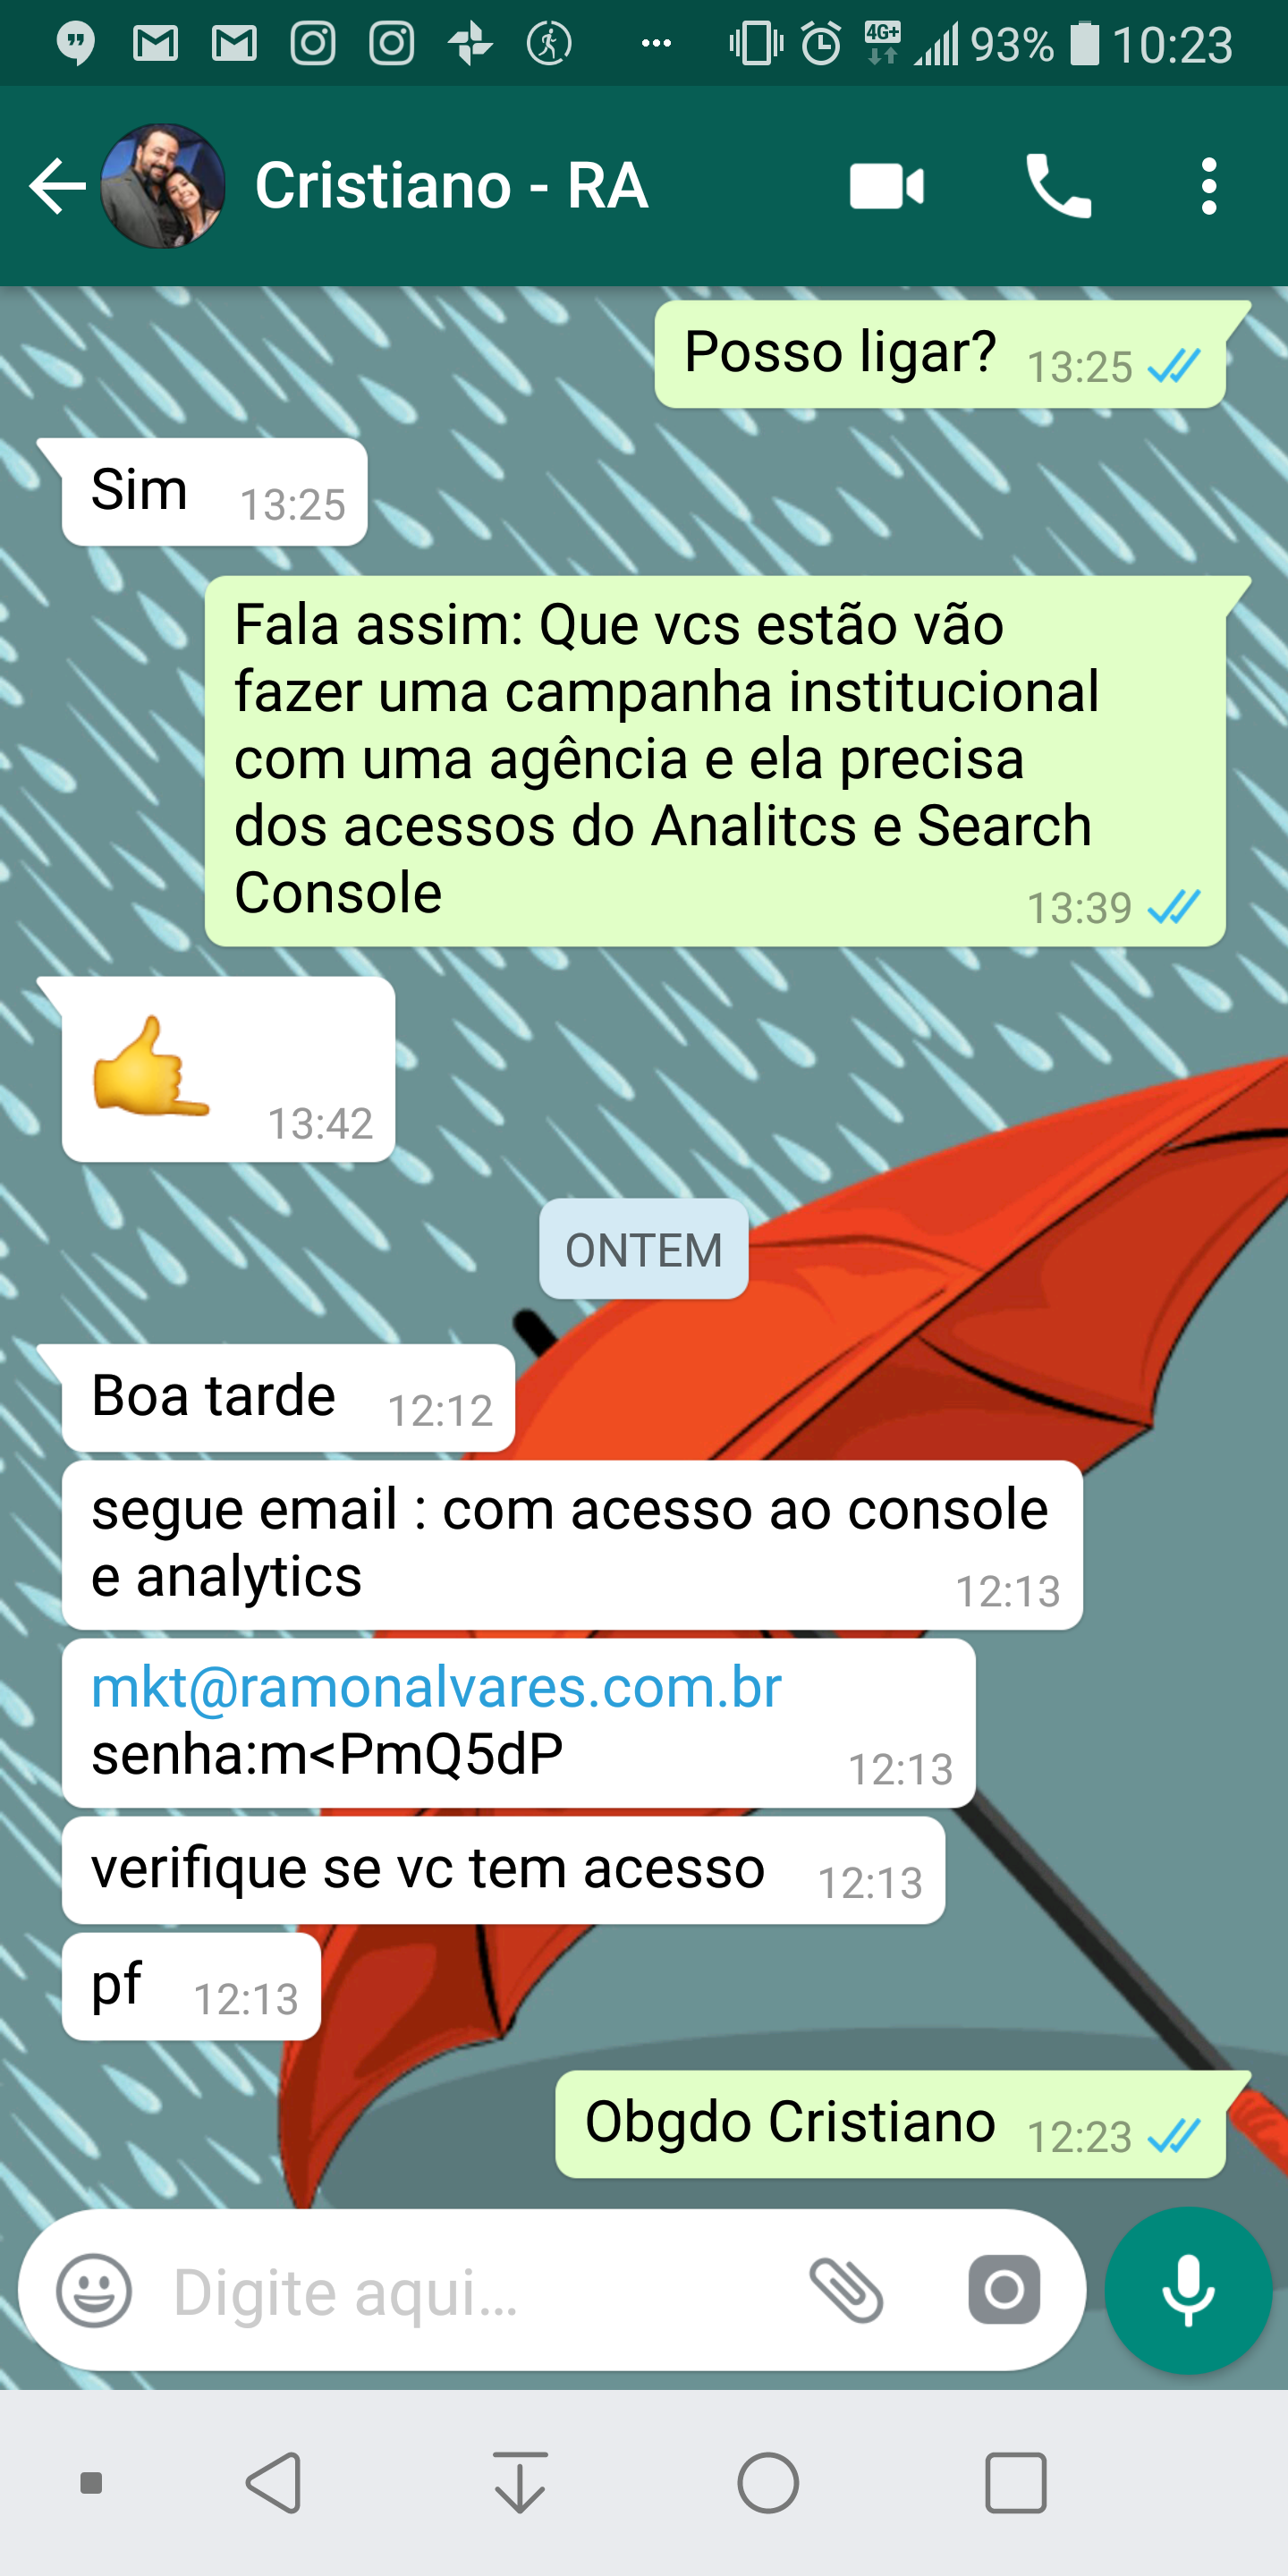 4G+
93%
10:23
Cristiano - RA
Posso ligar? 13:25
Sim 13:25
Fala assim: Que vcs estão vão
fazer uma campanha institucional
com uma agência e ela precisa
dos acessos do Analitcs e Search
Console 13:39
13:42
ONTEM
Boa tarde 12:12
segue email : com acesso ao console
e analytics 12:13
mkt@ramonalvares.com.br
senha:m<PmQ5dP 12:13
verifique se vc tem acesso 12:13
pf 12:13
Obgdo Cristiano 12:23
Digite aqui...